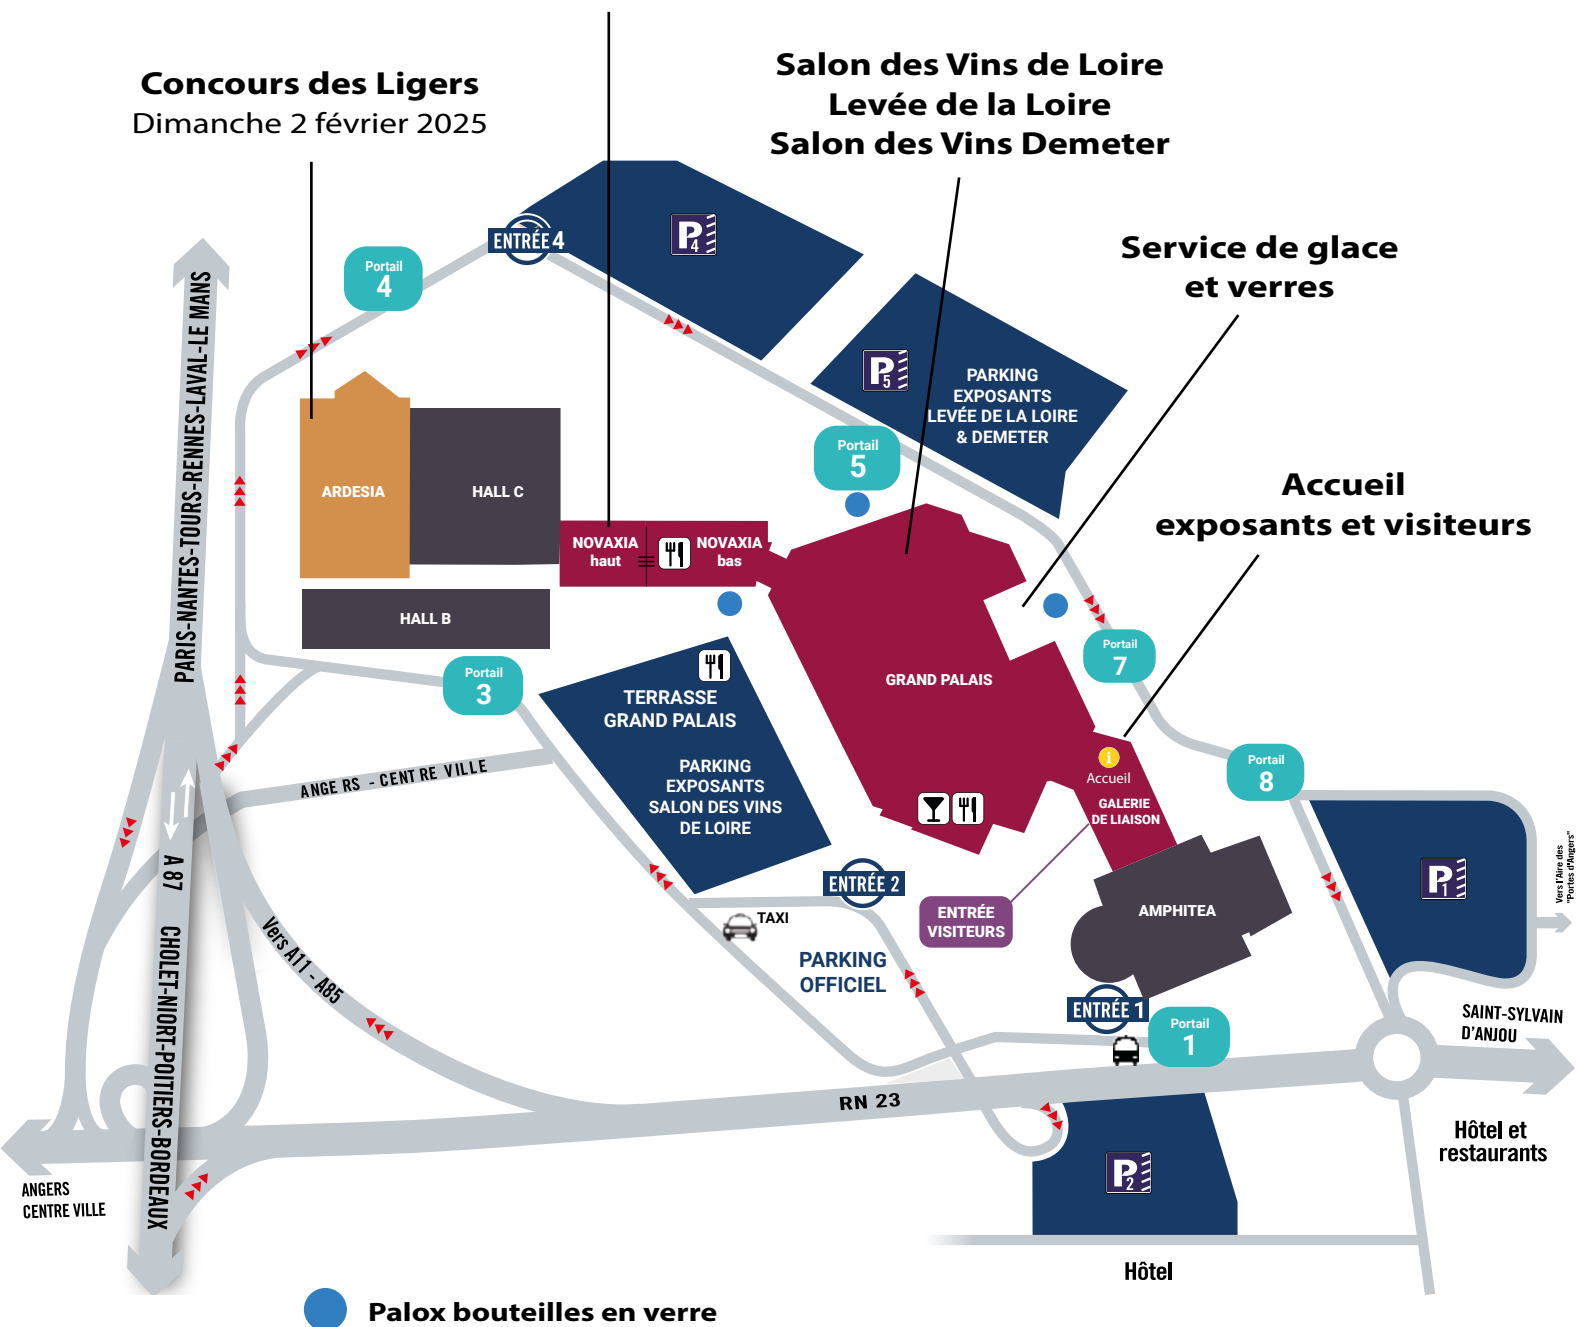 Concours des Ligers
Dimanche 2 février 2025
Salon des Vins de Loire
Levée de la Loire
Salon des Vins Demeter
Service de glace
et verres
Accueil
exposants et visiteurs
ENTRÉE 4
P4
Portail
4
PARIS-NANTES-TOURS-RENNES-LAVAL-LE MANS
P5
PARKING
EXPOSANTS
LEVÉE DE LA LOIRE
& DEMETER
Portail
5
ARDESIA
HALL C
NOVAXIA
haut
NOVAXIA
bas
HALL B
Portail
3
Portail
7
GRAND PALAIS
TERRASSE
GRAND PALAIS
PARKING
EXPOSANTS
SALON DES VINS
DE LOIRE
ANGERS - CENTRE VILLE
i
Accueil
GALERIE
DE LIAISON
Portail
8
Vers l'Aire des
"Portes d'Angers"
P1
A 87 CHOLET-NIORT-POITIERS-BORDEAUX
Vers A11 - A85
ENTRÉE 2
TAXI
ENTRÉE
VISITEURS
AMPHITEA
PARKING
OFFICIEL
ENTRÉE 1
Portail
1
SAINT-SYLVAIN
D'ANJOU
RN 23
Hôtel et
restaurants
P2
ANGERS
CENTRE VILLE
Hôtel
Palox bouteilles en verre